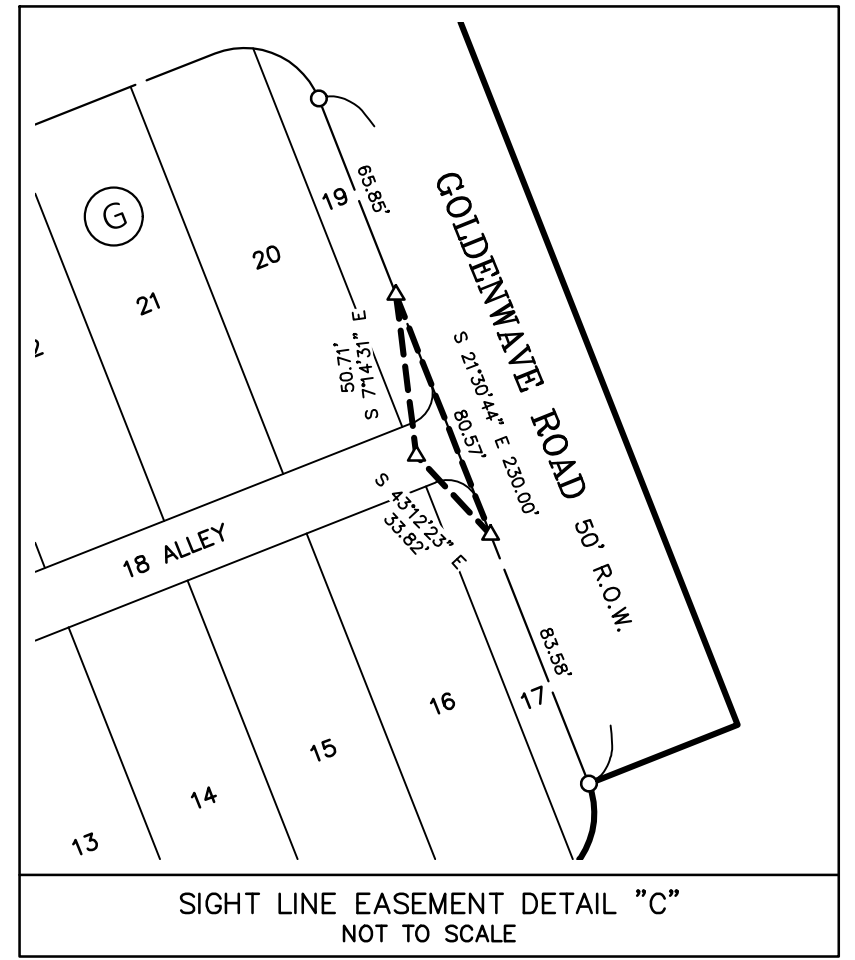 19
65.85'
G
20
21
GOLDENWAVE ROAD 50' R.O.W.
S 21°30'44" E 230.00'
80.57'
S 7°14'31" E
50.71'
S 43°12'23" E
33.82'
18 ALLEY
83.58'
17
16
15
14
13
SIGHT LINE EASEMENT DETAIL "C"
NOT TO SCALE